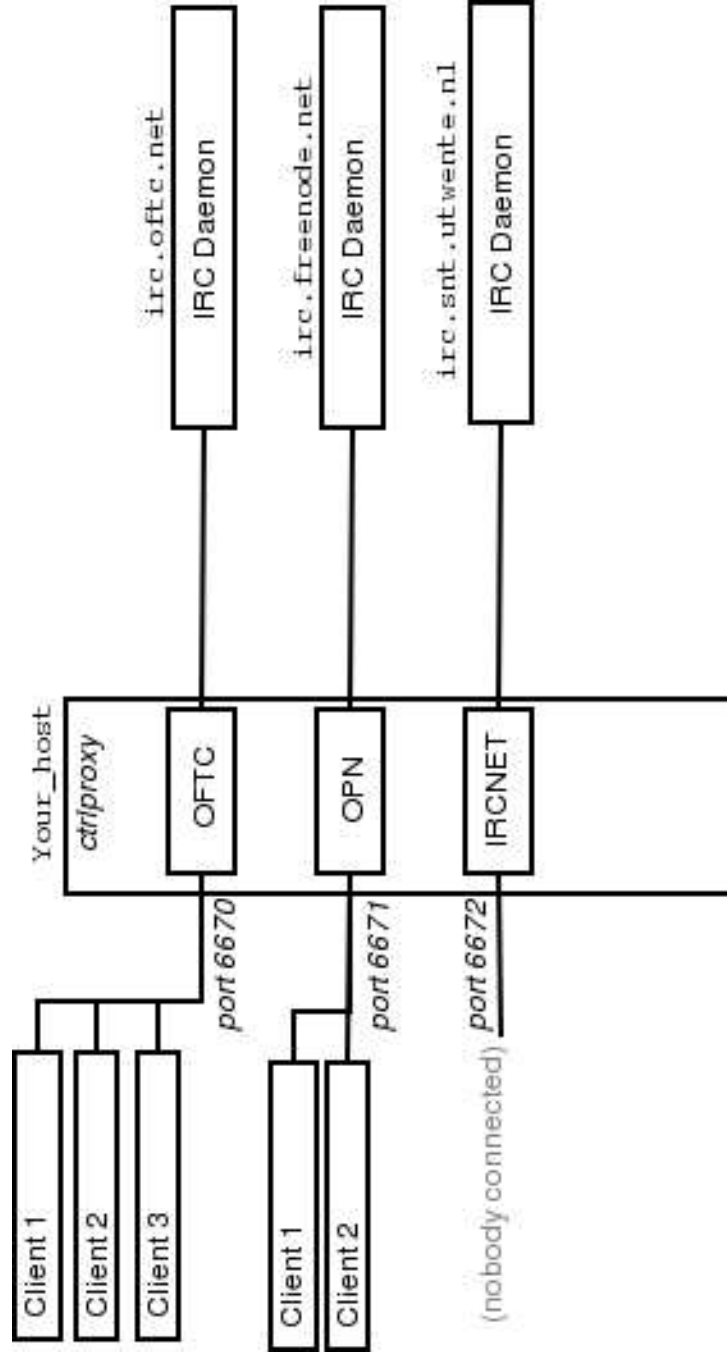 Client 1
Client 2
Client 3
Client 1
Client 2
(nobody connected)
port 6670
port 6671
port 6672
Your_host
ctrlproxy
OFTC
OPN
IRCNET
irc.oftc.net
IRC Daemon
irc.freenode.net
IRC Daemon
irc.snt.utwente.nl
IRC Daemon